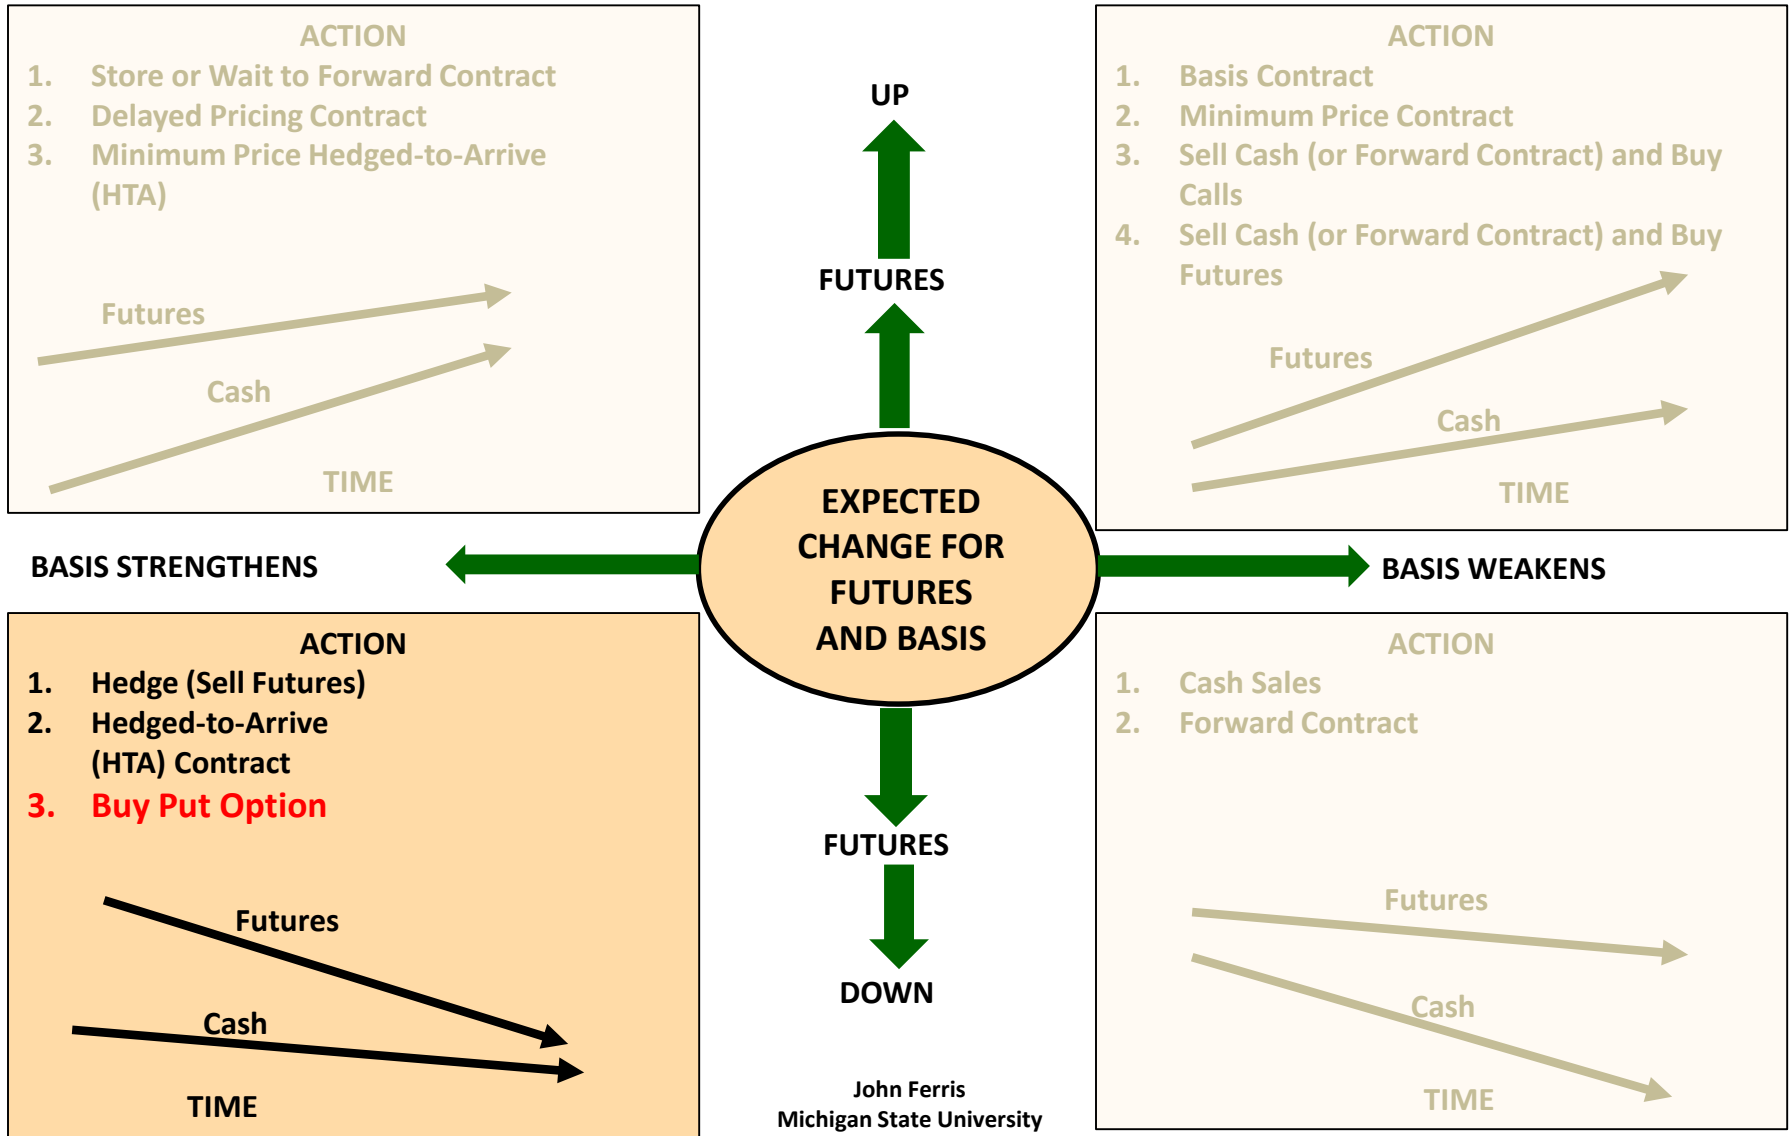 ACTION
1. Store or Wait to Forward Contract
2. Delayed Pricing Contract
3. Minimum Price Hedged-to-Arrive
(HTA)
Futures
Cash
TIME
UP
FUTURES
ACTION
1. Basis Contract
2. Minimum Price Contract
3. Sell Cash (or Forward Contract) and Buy
Calls
4. Sell Cash (or Forward Contract) and Buy
Futures
Futures
Cash
TIME
BASIS STRENGTHENS
EXPECTED
CHANGE FOR
FUTURES
AND BASIS
BASIS WEAKENS
ACTION
1. Hedge (Sell Futures)
2. Hedged-to-Arrive
(HTA) Contract
3. Buy Put Option
Futures
Cash
TIME
FUTURES
DOWN
John Ferris
Michigan State University
ACTION
1. Cash Sales
2. Forward Contract
Futures
Cash
TIME